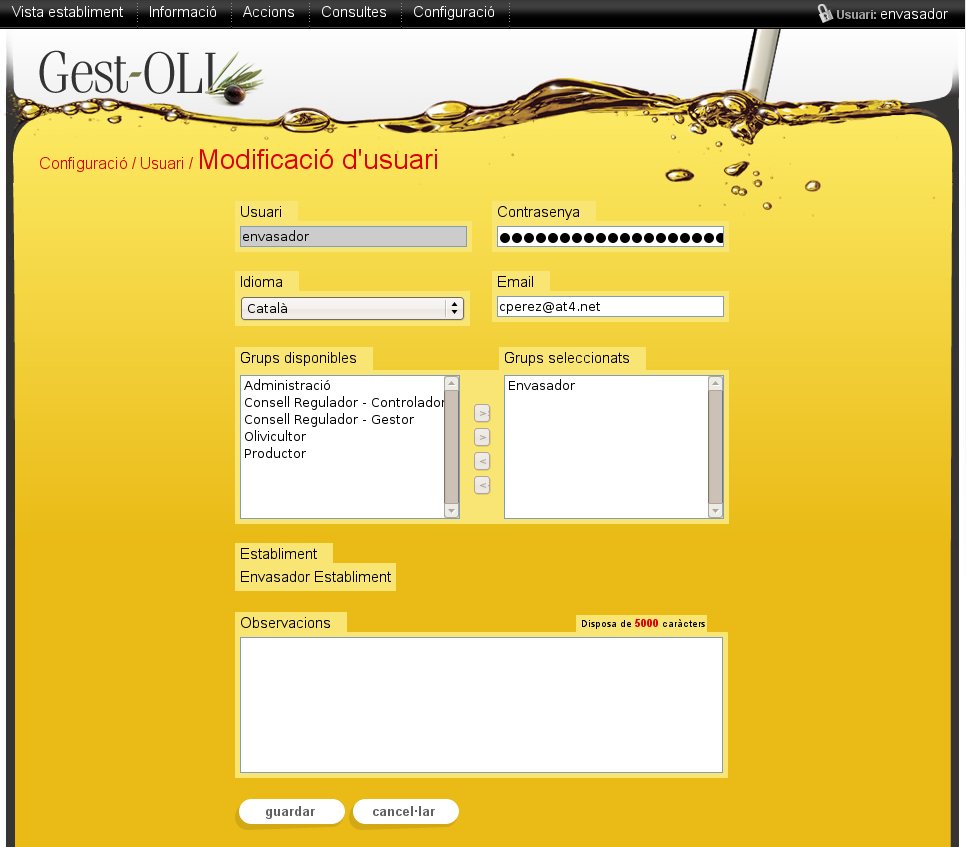 Vista establiment Informació Accions Consultes Configuració Usuari: envasador
Gest-OLI
Configuració / Usuari / Modificació d'usuari
Usuari Contrasenya
envasador
Idioma Email
Català cperez@at4.net
Grups disponibles Grups seleccionats
Administració Envasador
Consell Regulador - Controlador
Consell Regulador - Gestor
Olivicultor
Productor
>
>
<
<
Establiment
Envasador Establiment
Observacions Disposa de 5000 caràcters
guardar cancel·lar